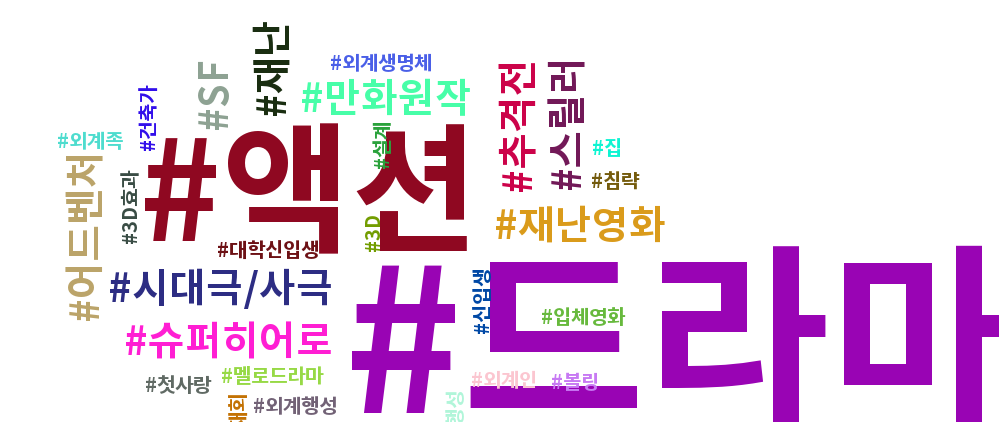 #재난
#외계생명체
#SF
#만화원작
#추격전
#스릴러
#건축가
#외계족
#액션
#설계
#집
#침략
#어드벤처
#3D효과
#3D
#재난영화
#대학신입생
#시대극/사극
#드라마
#신입생
#입체영화
#슈퍼히어로
#첫사랑
#멜로드라마
#외계인
#볼링
#외계행성